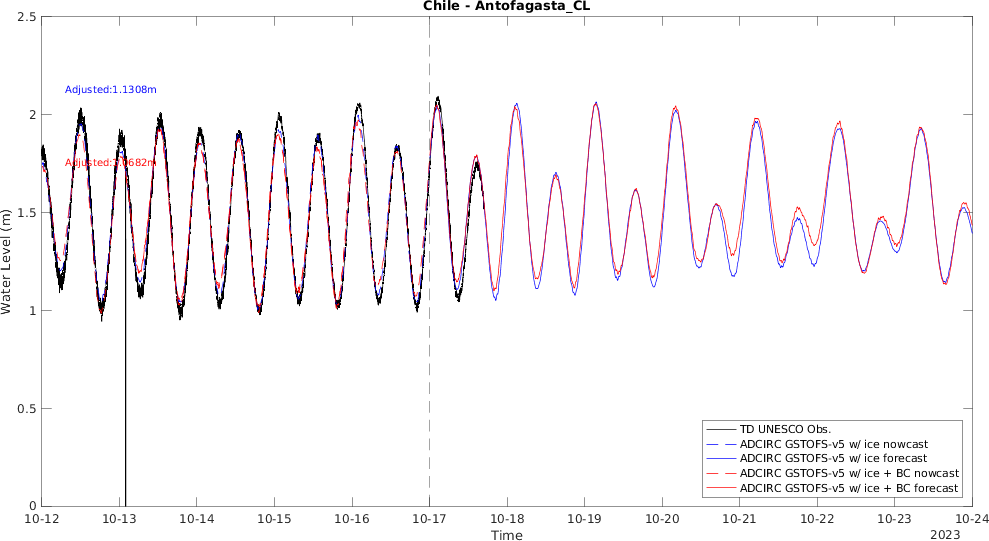 Chile - Antofagasta_CL
2.5
Adjusted:1.1308m
2
1.5
Water Level (m)
1
0.5
TD UNESCO Obs.
ADCIRC GSTOFS-v5 w/ ice nowcast
ADCIRC GSTOFS-v5 w/ ice forecast
ADCIRC GSTOFS-v5 w/ ice + BC nowcast
ADCIRC GSTOFS-v5 w/ ice + BC forecast
0
10-12 10-13 10-14 10-15 10-16 10-17 10-18 10-19 10-20 10-21 10-22 10-23 10-24
Time
2023